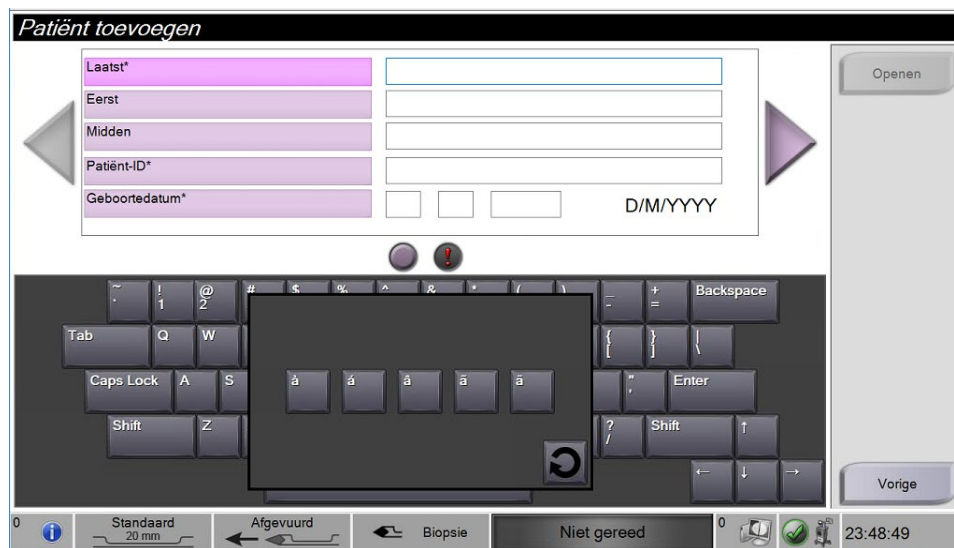 Patiënt toevoegen
Laatst*
Openen
Eerst
Midden
Patiënt-ID*
Geboortedatum*
D/M/YYYY
~ ! @ # $ % ^ & * ( ) _ + Backspace
` 1 2 - =
Tab Q W { } |
[ ] \
Caps Lock A S à á â ã ä " Enter
'
Shift Z ? Shift ↑
/
← ↓ →
Vorige
0 Standaard Afgevuurd Biopsie Niet gereed 0 23:48:49
20 mm